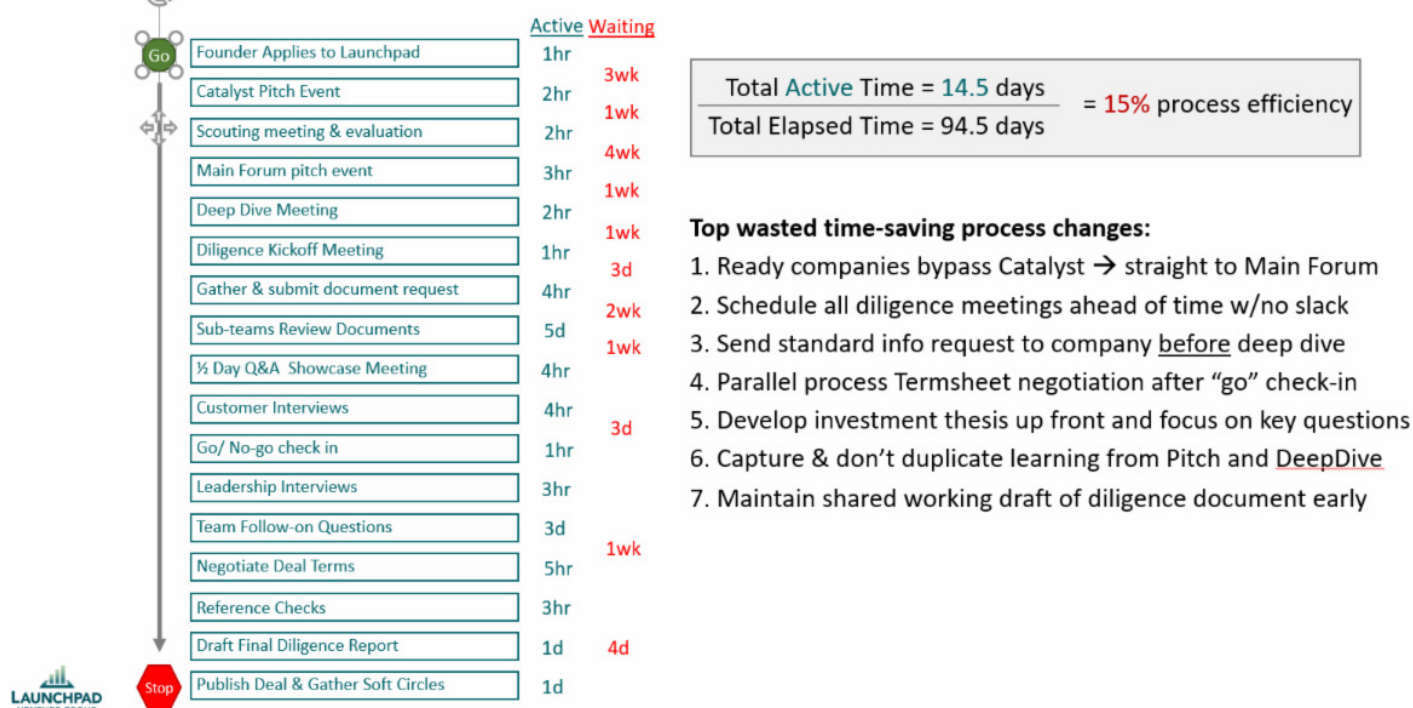 Active Waiting
Go
Founder Applies to Launchpad 1hr
3wk
Catalyst Pitch Event 2hr
1wk
Scouting meeting & evaluation 2hr
4wk
Main Forum pitch event 3hr
1wk
Deep Dive Meeting 2hr
1wk
Diligence Kickoff Meeting 1hr
3d
Gather & submit document request 4hr
2wk
Sub-teams Review Documents 5d
1wk
½ Day Q&A Showcase Meeting 4hr
Customer Interviews 4hr
3d
Go/ No-go check in 1hr
Leadership Interviews 3hr
Team Follow-on Questions 3d
1wk
Negotiate Deal Terms 5hr
Reference Checks 3hr
Draft Final Diligence Report 1d 4d
Stop
Publish Deal & Gather Soft Circles 1d
LAUNCHPAD
Total Active Time = 14.5 days
Total Elapsed Time = 94.5 days
= 15% process efficiency
Top wasted time-saving process changes:
1. Ready companies bypass Catalyst → straight to Main Forum
2. Schedule all diligence meetings ahead of time w/no slack
3. Send standard info request to company before deep dive
4. Parallel process Termsheet negotiation after “go” check-in
5. Develop investment thesis up front and focus on key questions
6. Capture & don’t duplicate learning from Pitch and DeepDive
7. Maintain shared working draft of diligence document early